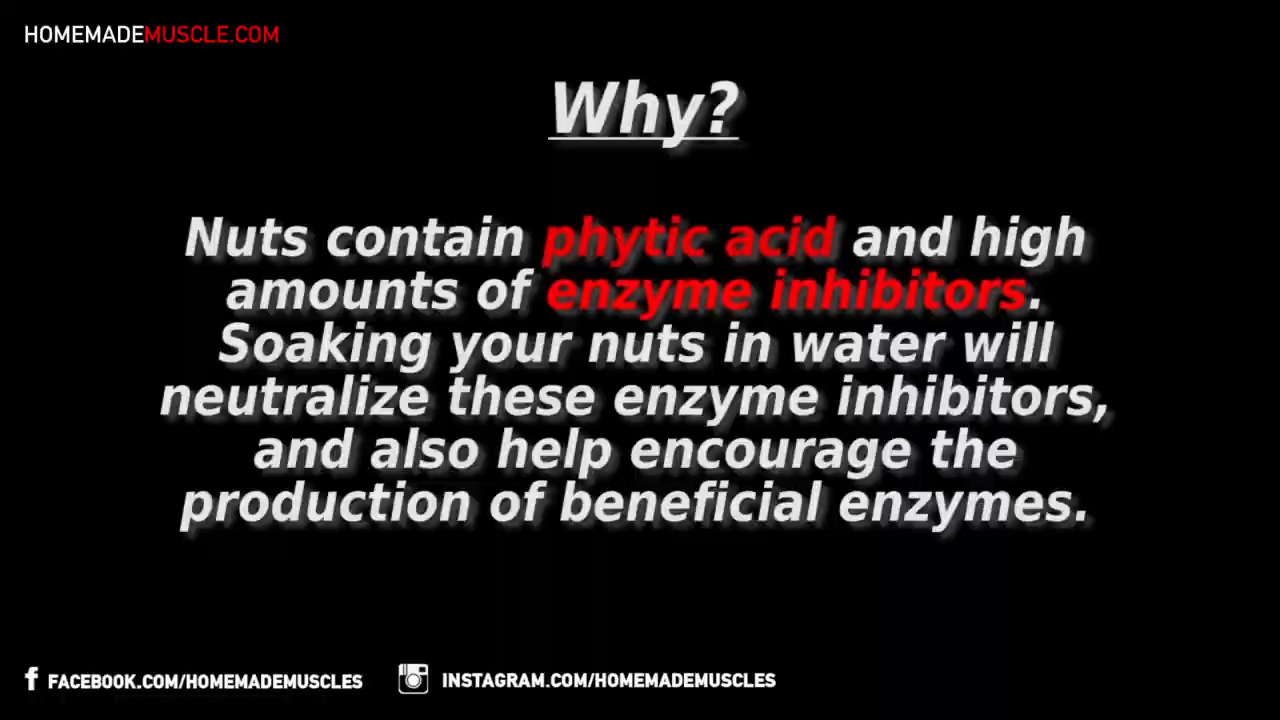 HOMEMADEMUSCLE.COM
Why?
Nuts contain phytic acid and high
amounts of enzyme inhibitors.
Soaking your nuts in water will
neutralize these enzyme inhibitors,
and also help encourage the
production of beneficial enzymes.
f FACEBOOK.COM/HOMEMADEMUSCLES
INSTAGRAM.COM/HOMEMADEMUSCLES